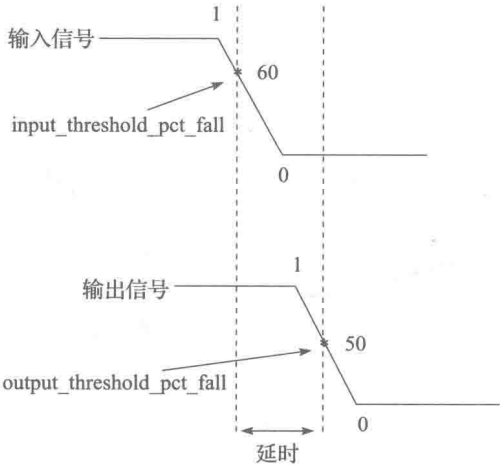 1
输入信号
60
input_threshold_pct_fall
0
1
输出信号
50
output_threshold_pct_fall
0
延时